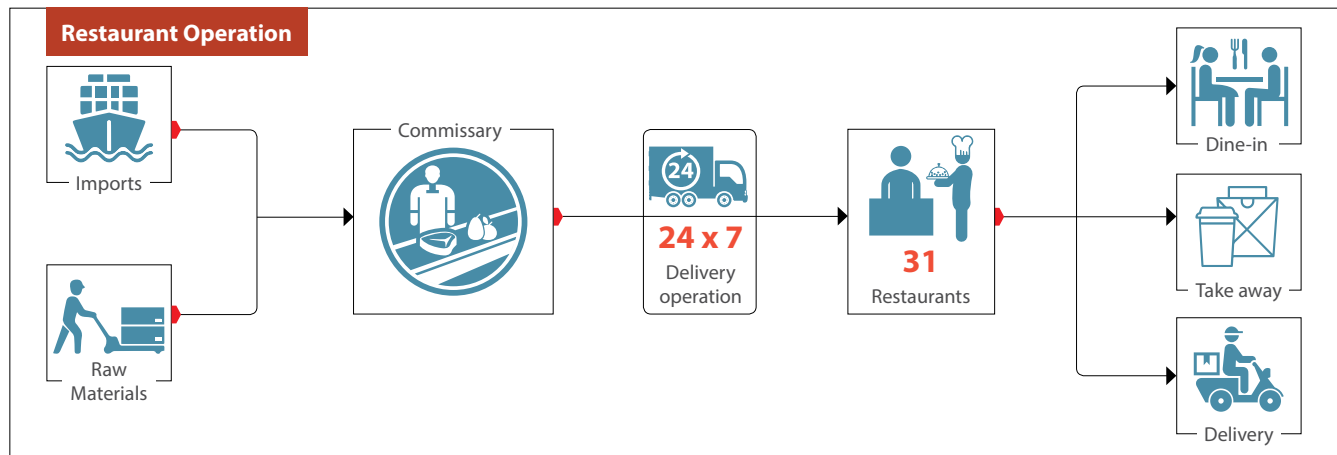 Restaurant Operation
Imports
Raw
Materials
Commissary
24
24 x 7
Delivery
operation
31
Restaurants
Dine-in
Take away
Delivery